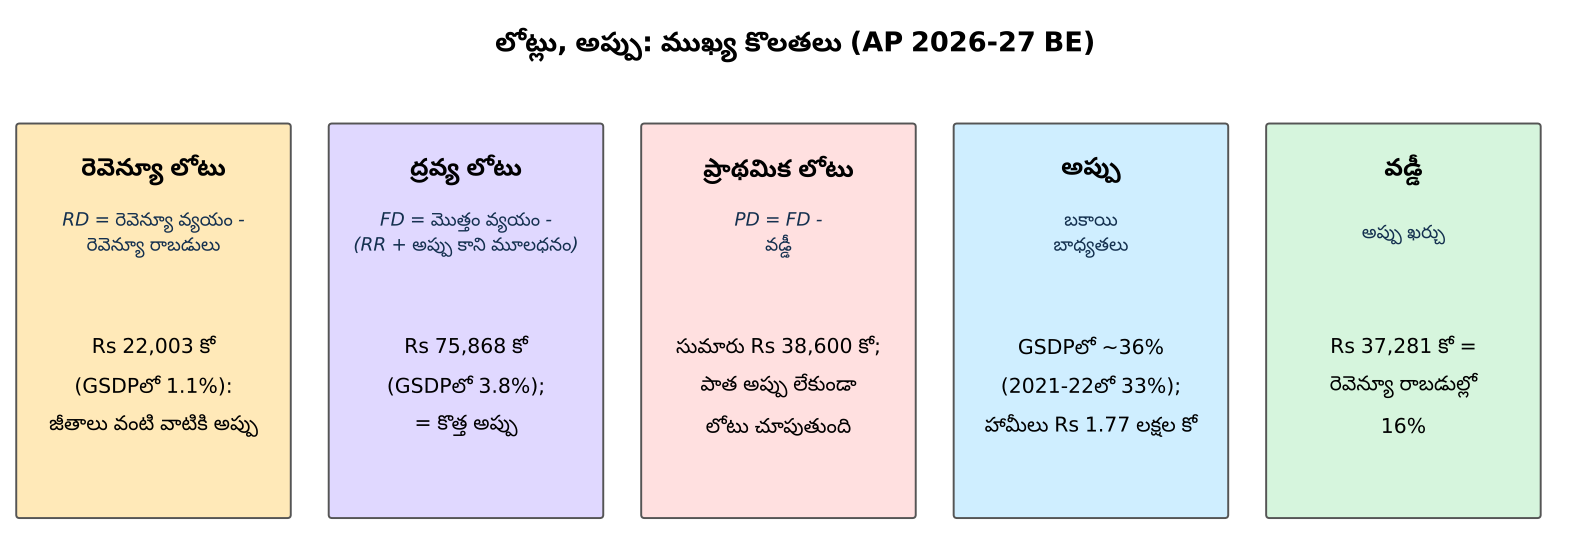 లోట్లు, అప్పు: ముఖ్య కొలతలు (AP 2026-27 BE)
రెవెన్యూ లోటు
RD = రెవెన్యూ వ్యయం -
రెవెన్యూ రాబడులు
Rs 22,003 కో
(GSDPలో 1.1%):
జీతాలు వంటి వాటికి అప్పు
ద్రవ్య లోటు
FD = మొత్తం వ్యయం -
(RR + అప్పు కాని మూలధనం)
Rs 75,868 కో
(GSDPలో 3.8%);
= కొత్త అప్పు
ప్రాథమిక లోటు
PD = FD -
వడ్డీ
సుమారు Rs 38,600 కో;
పాత అప్పు లేకుండా
లోటు చూపుతుంది
అప్పు
బకాయి
బాధ్యతలు
GSDPలో ~36%
(2021-22లో 33%);
హామీలు Rs 1.77 లక్షల కో
వడ్డీ
అప్పు ఖర్చు
Rs 37,281 కో =
రెవెన్యూ రాబడుల్లో
16%